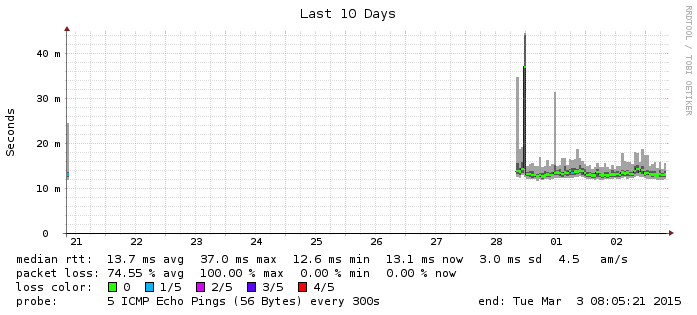 Last 10 Days
RRDTOOL / TOBI OETIKER
Seconds
40 m
30 m
20 m
10 m
0
21 22 23 24 25 26 27 28 01 02
median rtt: 13.7 ms avg 37.0 ms max 12.6 ms min 13.1 ms now 3.0 ms sd 4.5 am/s
packet loss: 74.55 % avg 100.00 % max 0.00 % min 0.00 % now
loss color: 0 1/5 2/5 3/5 4/5
probe: 5 ICMP Echo Pings (56 Bytes) every 300s end: Tue Mar 3 08:05:21 2015